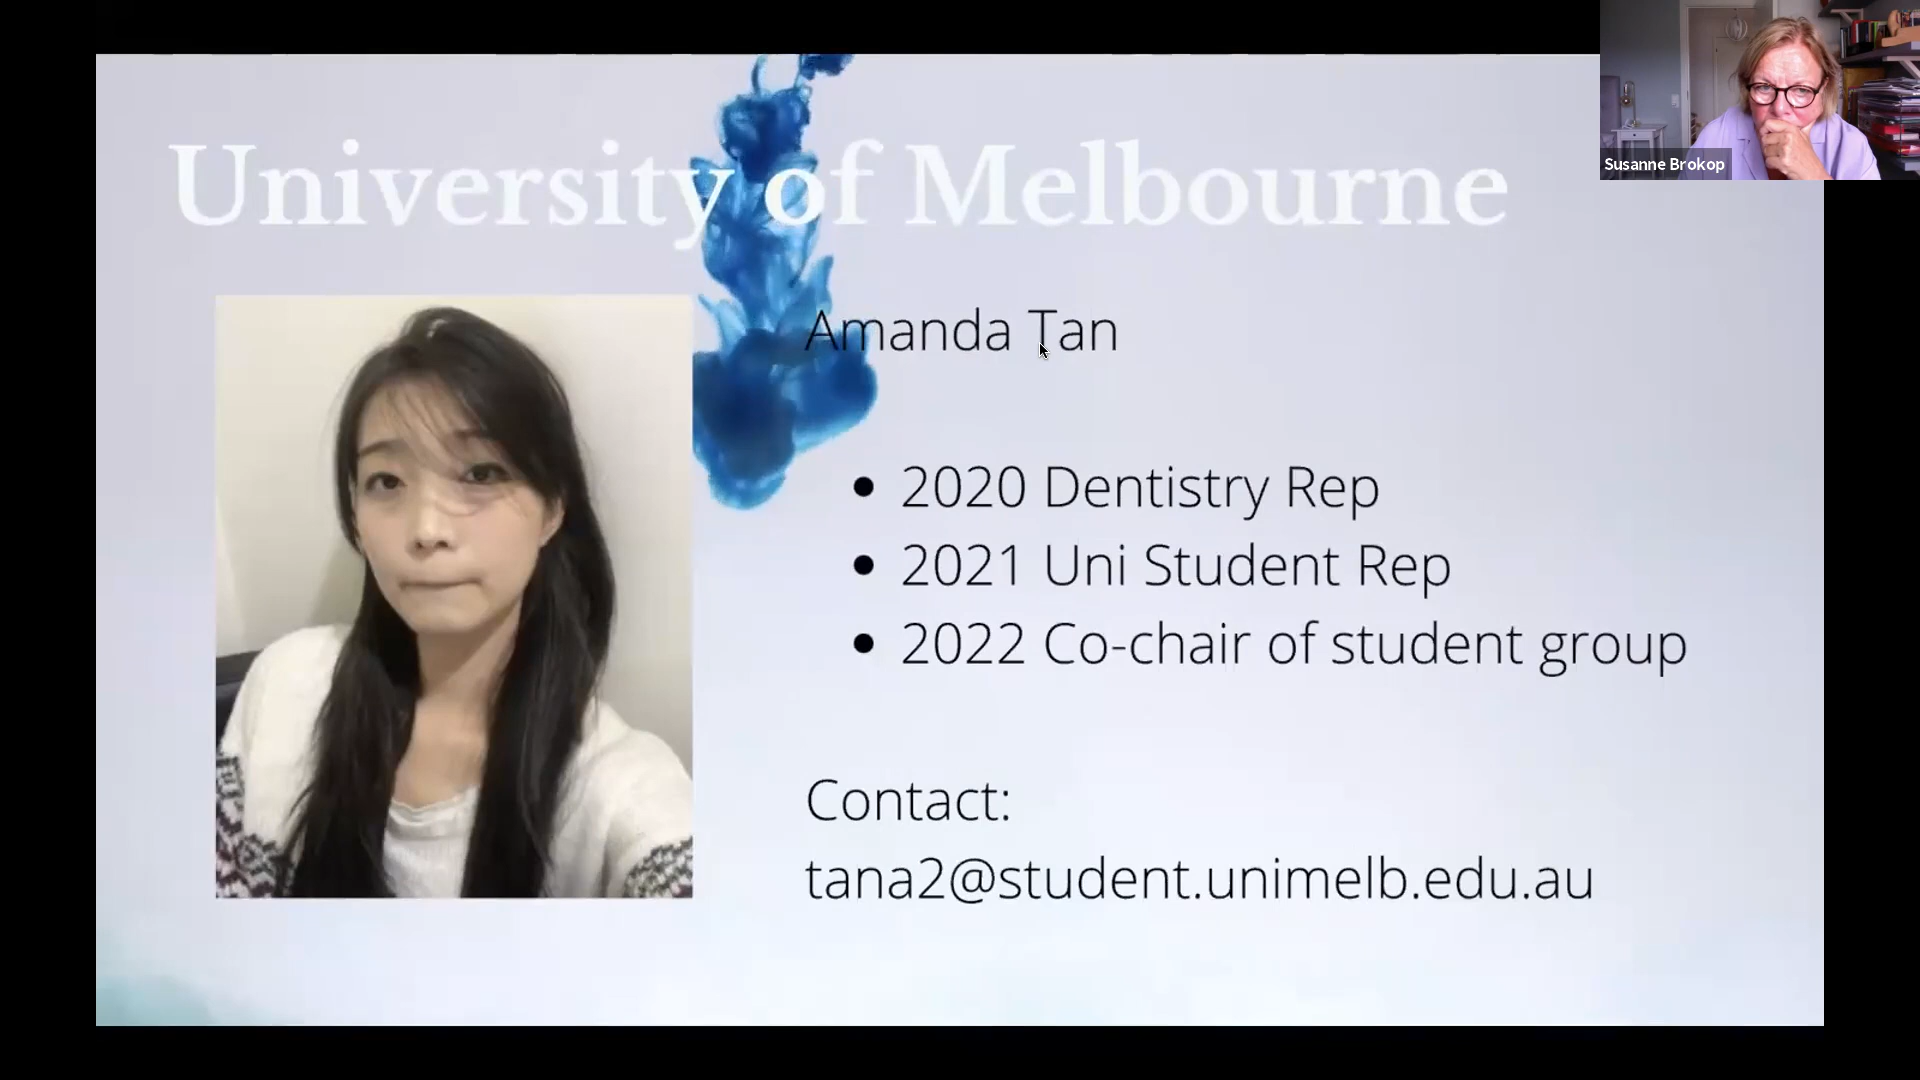 University of Melbourne
Susanne Brokop
Amanda Tan
• 2020 Dentistry Rep
• 2021 Uni Student Rep
• 2022 Co-chair of student group
Contact:
tana2@student.unimelb.edu.au